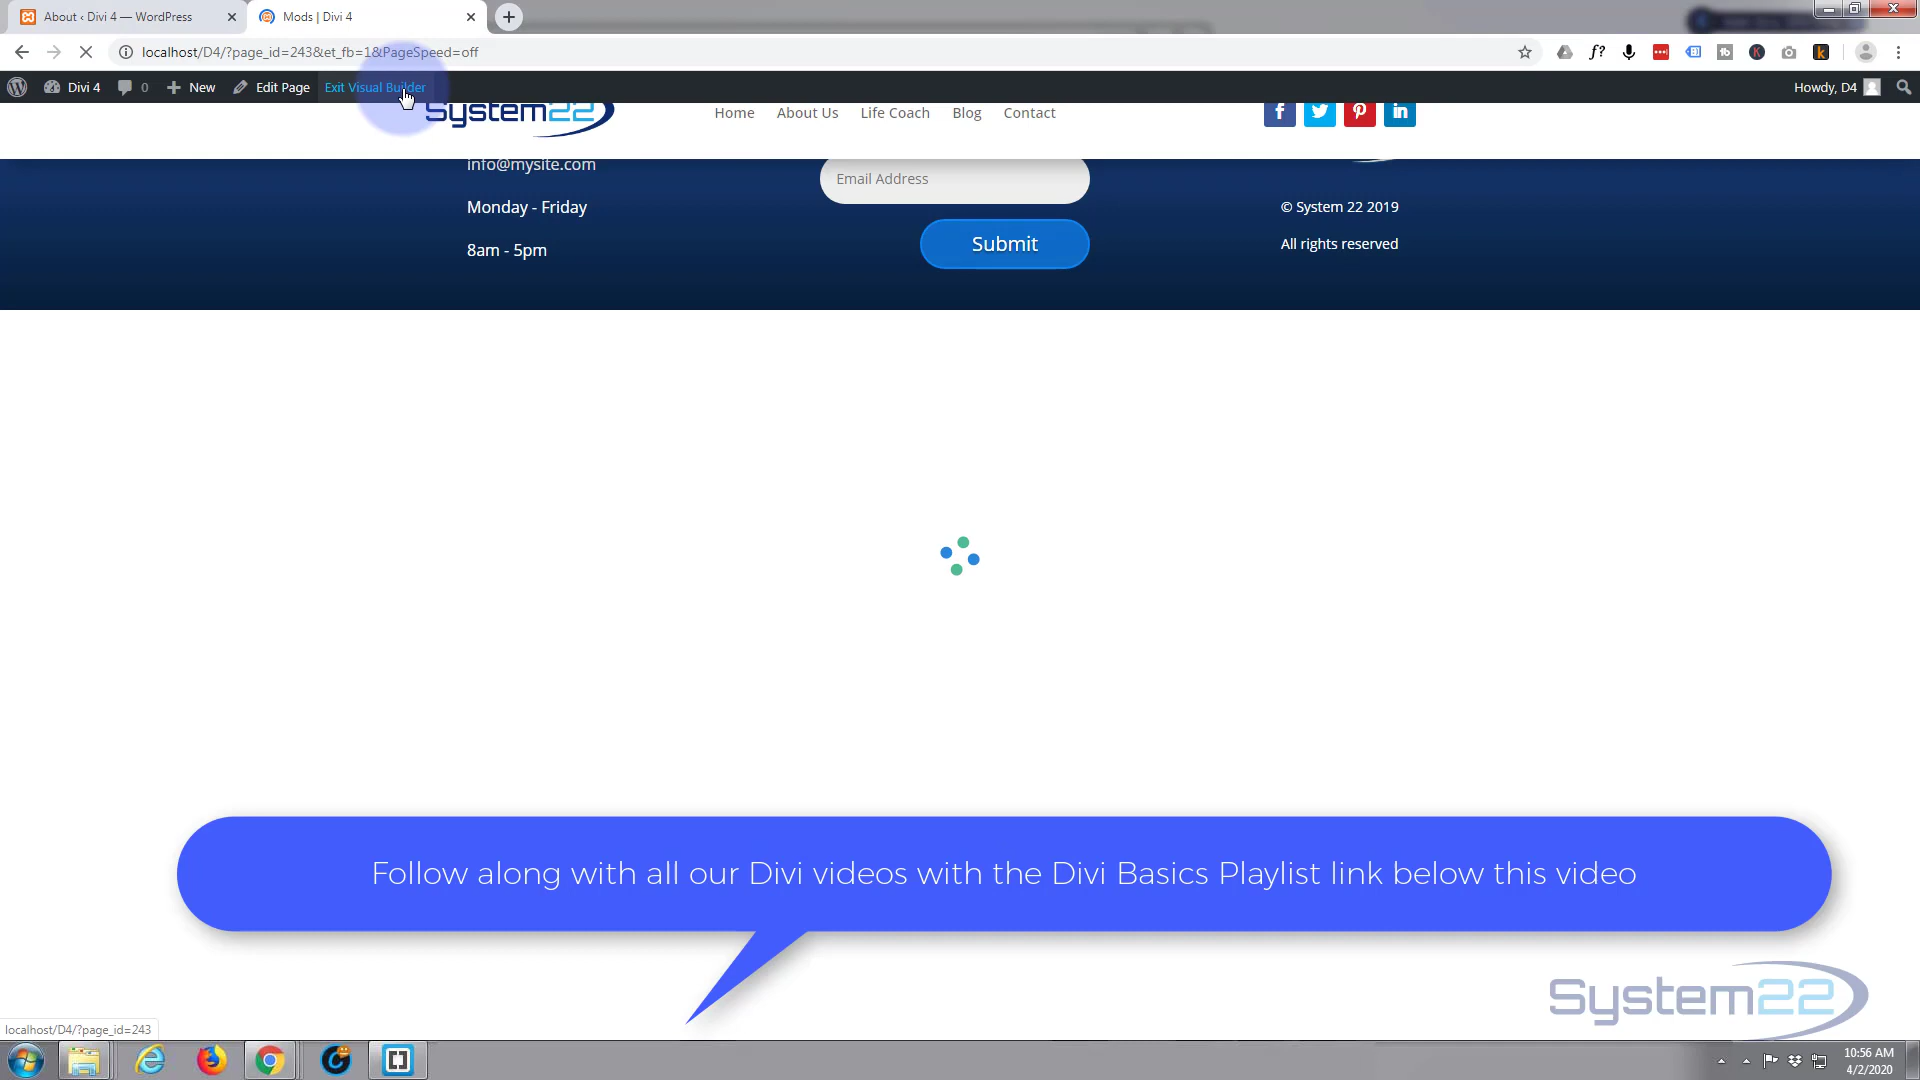 About ‹ Divi 4 — WordPress
Mods | Divi 4
localhost/D4/?page_id=243&et_fb=1&PageSpeed=off
Divi 4
0
New
Edit Page
Exit Visual Builder
Howdy, D4
System22
Home
About Us
Life Coach
Blog
Contact
info@mysite.com
Email Address
Monday - Friday
© System 22 2019
8am - 5pm
Submit
All rights reserved
Follow along with all our Divi videos with the Divi Basics Playlist link below this video
System22
localhost/D4/?page_id=243
10:56 AM
4/2/2020